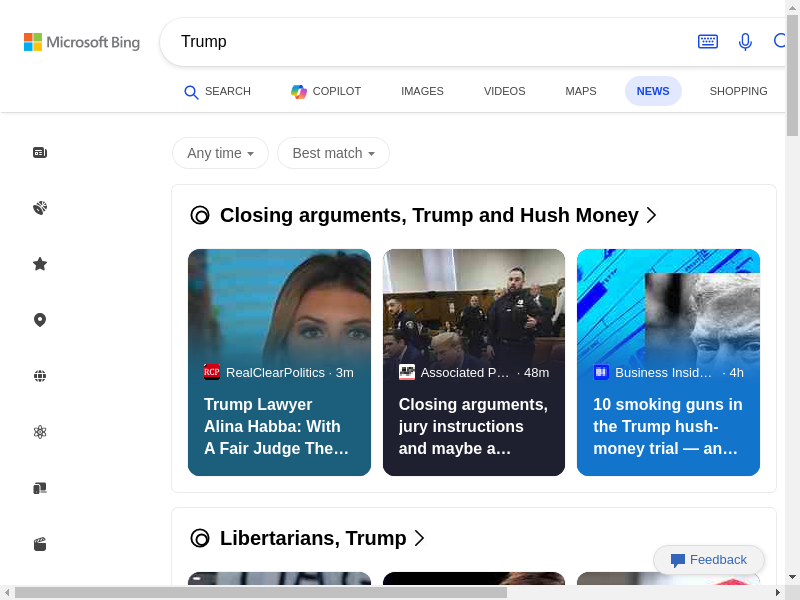 Microsoft Bing
Trump
SEARCH
COPILOT
IMAGES
VIDEOS
MAPS
NEWS
SHOPPING
Any time
Best match
Closing arguments, Trump and Hush Money
RCP RealClearPolitics · 3m
Trump Lawyer
Alina Habba: With
A Fair Judge The…
Associated P… · 48m
Closing arguments,
jury instructions
and maybe a…
Business Insid… · 4h
10 smoking guns in
the Trump hush-
money trial — an…
Libertarians, Trump
Feedback